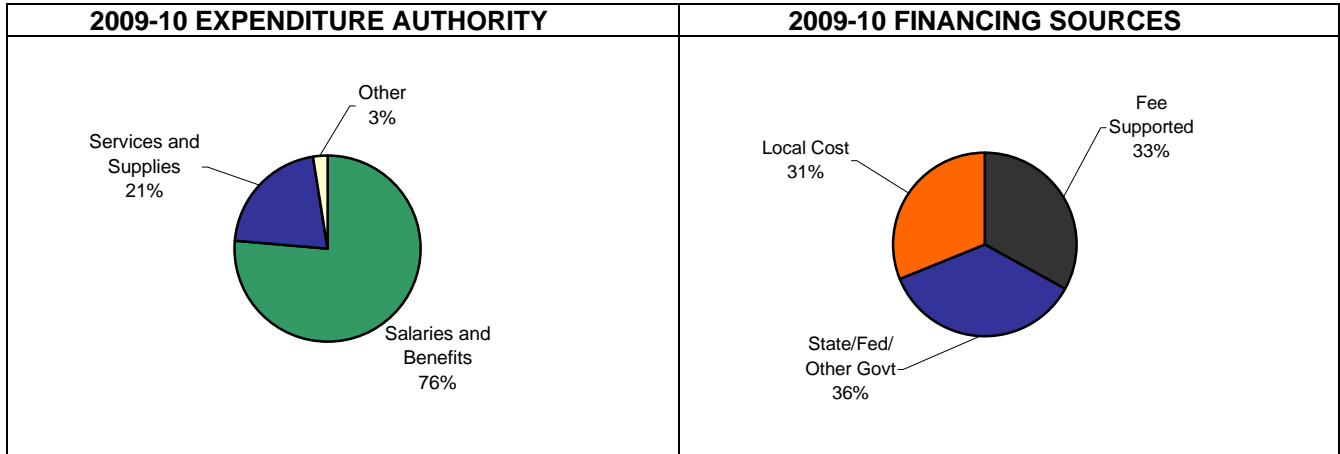 2009-10 EXPENDITURE AUTHORITY
Other
3%
Services and
Supplies
21%
Salaries and
Benefits
76%
2009-10 FINANCING SOURCES
Fee
Supported
33%
Local Cost
31%
State/Fed/
Other Govt
36%